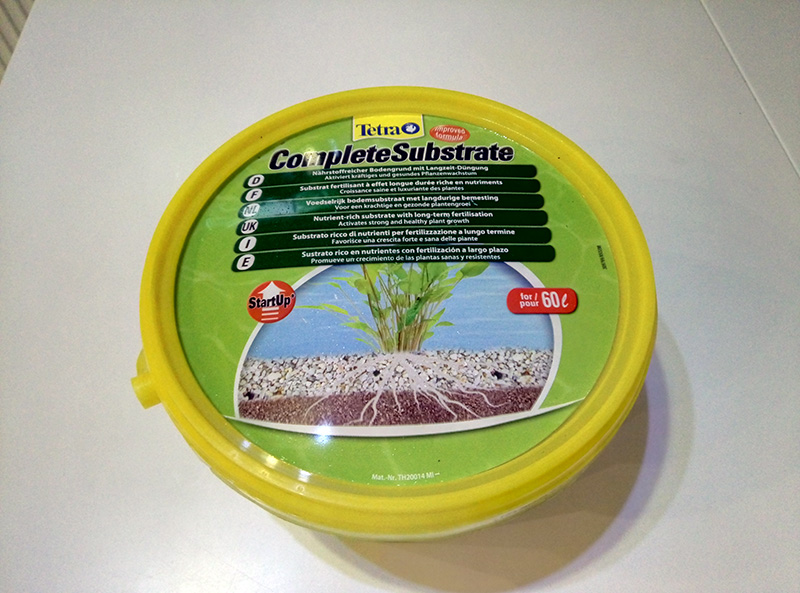 Tetra
improved
formula
CompleteSubstrate
D
Nährstoffreicher Bodengrund mit Langzeit-Düngung
Aktiviert kräftiges und gesundes Pflanzenwachstum
F
Substrat fertilisant à effet longue durée riche en nutriments
Croissance saine et luxuriante des plantes
NL
Voedselrijk bodemsubstraat met langdurige bemesting
Voor een krachtige en gezonde plantengroei
UK
Nutrient-rich substrate with long-term fertilisation
Activates strong and healthy plant growth
I
Substrato ricco di nutrienti per fertilizzazione a lungo termine
Favorisce una crescita forte e sana delle piante
E
Sustrato rico en nutrientes con fertilización a largo plazo
Promueve un crecimiento de las plantas sanas y resistentes
StartUp
for /
pour 60ℓ
Mat.-Nr. TH20014 MI